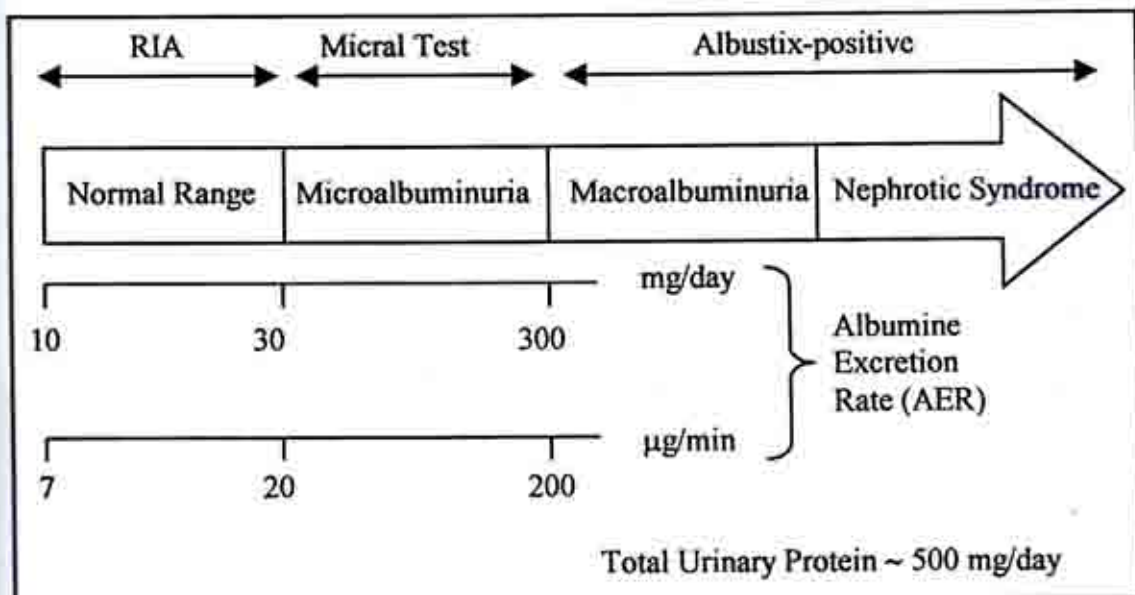 RIA Micral Test Albustix-positive
Normal Range Microalbuminuria Macroalbuminuria Nephrotic Syndrome
mg/day
10 30 300
Albumine
Excretion
Rate (AER)
µg/min
7 20 200
Total Urinary Protein ~ 500 mg/day